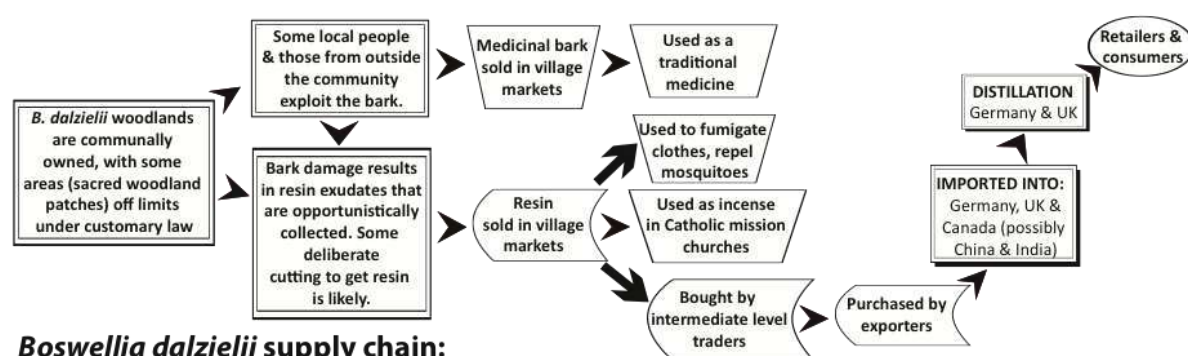 B. dalzielii woodlands
are communally
owned, with some
areas (sacred woodland
patches) off limits
under customary law
Some local people
& those from outside
the community
exploit the bark.
Medicinal bark
sold in village
markets
Used as a
traditional
medicine
Bark damage results
in resin exudates that
are opportunistically
collected. Some
deliberate
cutting to get resin
is likely.
Resin
sold in village
markets
Used to fumigate
clothes, repel
mosquitoes
Used as incense
in Catholic mission
churches
Bought by
intermediate level
traders
Purchased by
exporters
IMPORTED INTO:
Germany, UK &
Canada (possibly
China & India)
DISTILLATION
Germany & UK
Retailers &
consumers
Boswellia dalzielii supply chain: